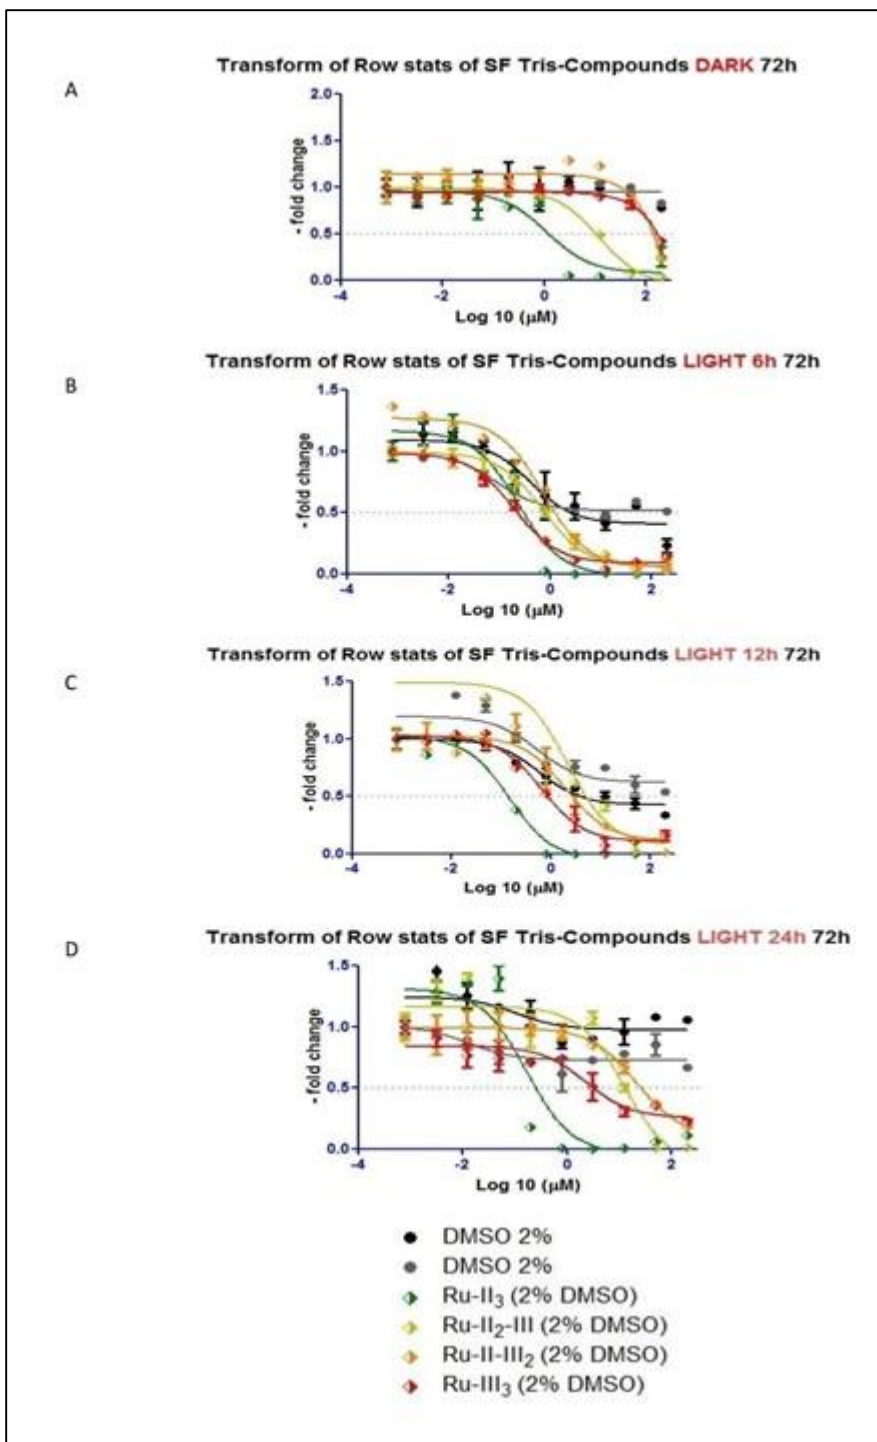 A
Transform of Row stats of SF Tris-Compounds DARK 72h
- fold change
2.0
1.5
1.0
0.5
0.0
-4 -2 0 2
Log 10 (µM)
B
Transform of Row stats of SF Tris-Compounds LIGHT 6h 72h
- fold change
1.5
1.0
0.5
0.0
-4 -2 0 2
Log 10 (µM)
C
Transform of Row stats of SF Tris-Compounds LIGHT 12h 72h
- fold change
1.5
1.0
0.5
0.0
-4 -2 0 2
Log 10 (µM)
D
Transform of Row stats of SF Tris-Compounds LIGHT 24h 72h
- fold change
1.5
1.0
0.5
0.0
-4 -2 0 2
Log 10 (µM)
DMSO 2%
DMSO 2%
Ru-II₃ (2% DMSO)
Ru-II₂-III (2% DMSO)
Ru-II-III₂ (2% DMSO)
Ru-III₃ (2% DMSO)